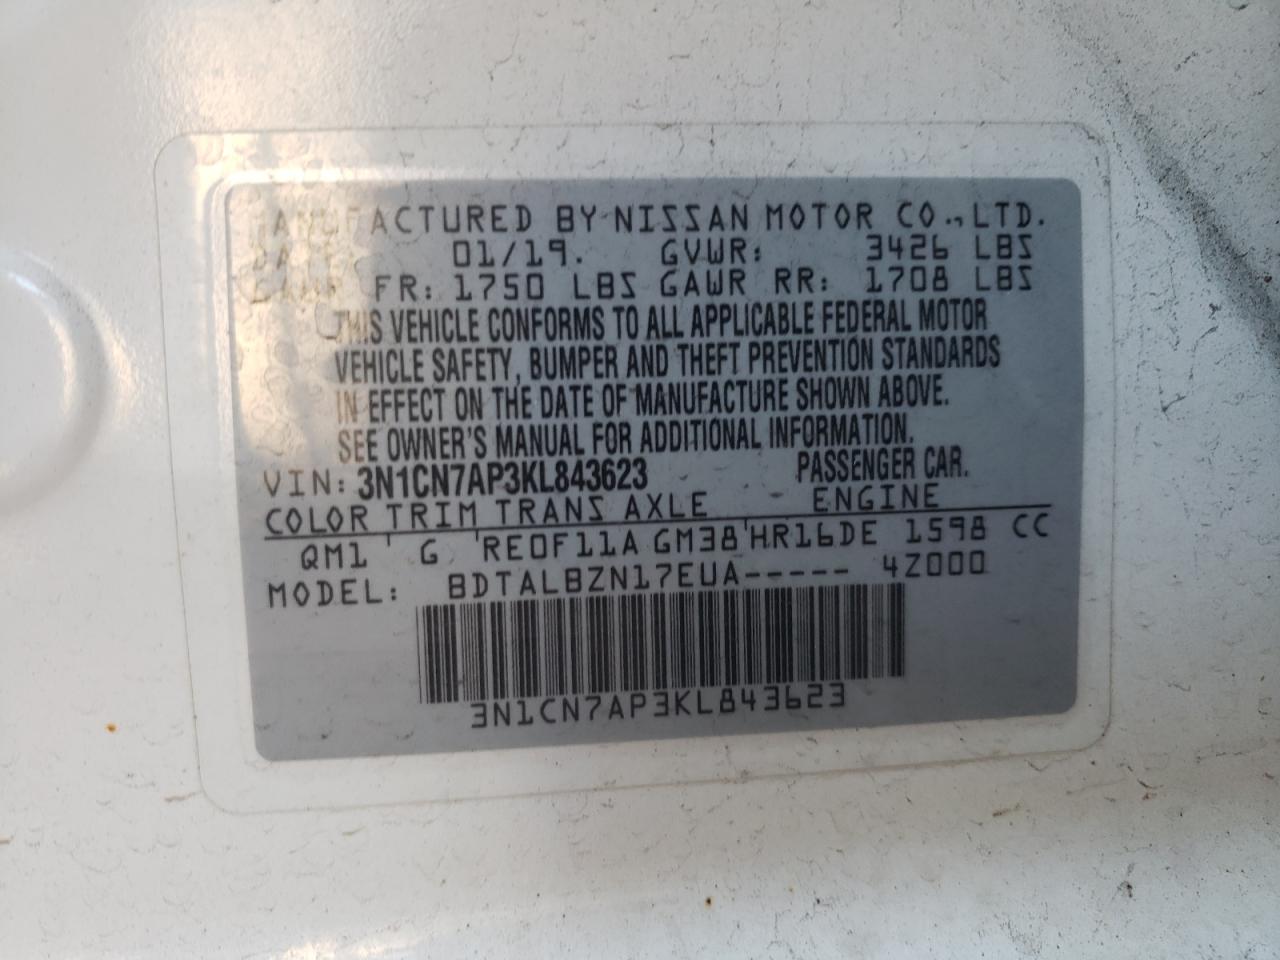 MANUFACTURED BY NISSAN MOTOR CO., LTD.
DATE 01/19. GVWR: 3426 LBS
GAWR FR: 1750 LBS GAWR RR: 1708 LBS
THIS VEHICLE CONFORMS TO ALL APPLICABLE FEDERAL MOTOR
VEHICLE SAFETY, BUMPER AND THEFT PREVENTION STANDARDS
IN EFFECT ON THE DATE OF MANUFACTURE SHOWN ABOVE.
SEE OWNER'S MANUAL FOR ADDITIONAL INFORMATION.
VIN: 3N1CN7AP3KL843623 PASSENGER CAR.
COLOR TRIM TRANS AXLE ENGINE
QM1 ' G 'RE0F11A GM38'HR16DE 1598 CC
MODEL: BDTALBZN17EUA----- 4Z000
3N1CN7AP3KL843623